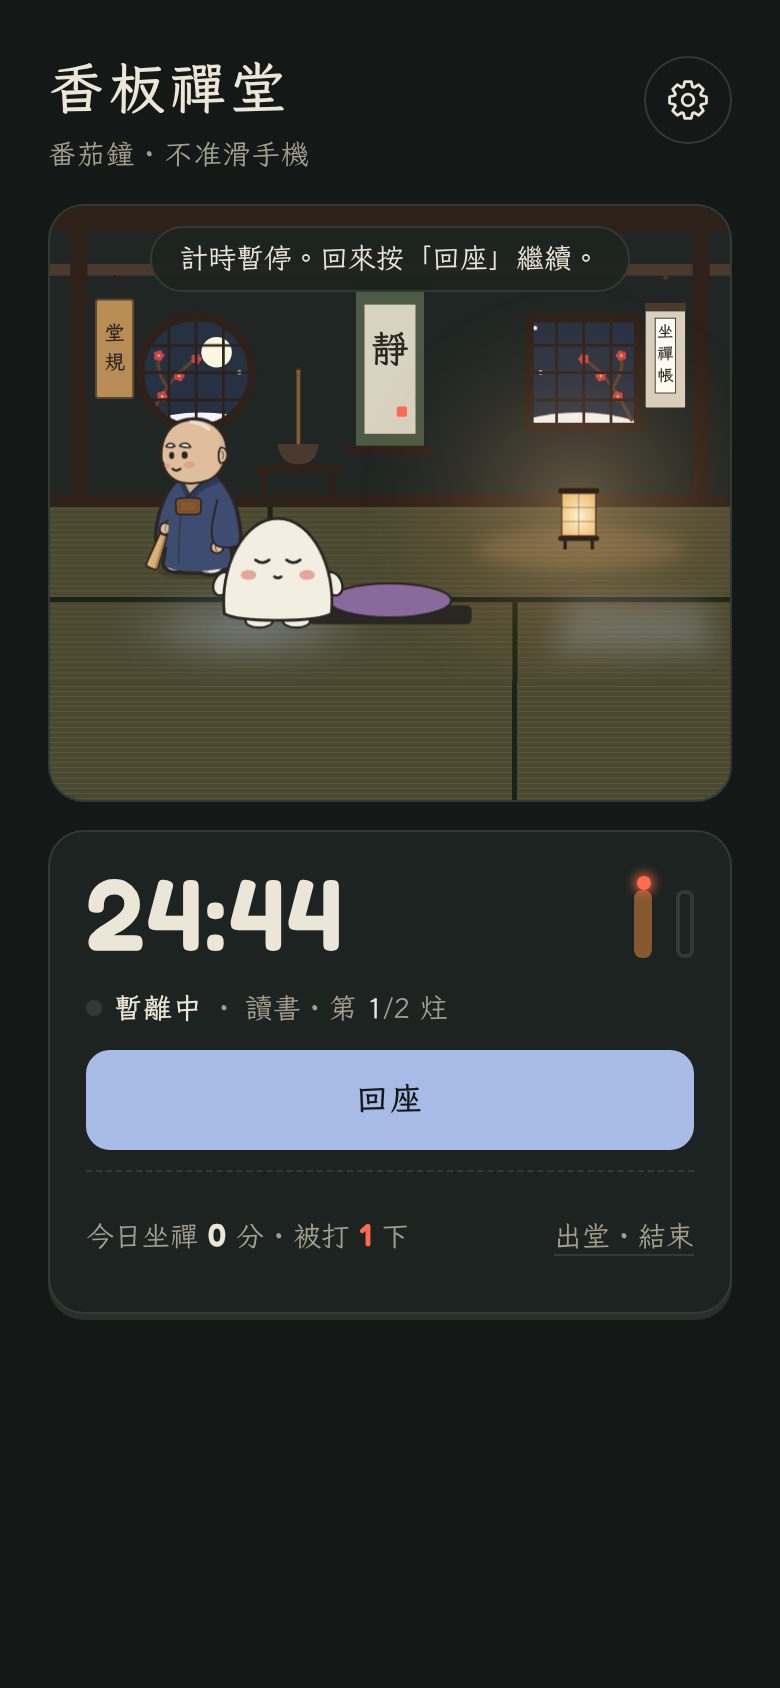 香板禪堂
番茄鐘・不准滑手機
計時暫停。回來按「回座」繼續。
堂規
靜
坐禪帳
24:44
暫離中 · 讀書・第 1/2 炷
回座
今日坐禪 0 分・被打 1 下
出堂・結束